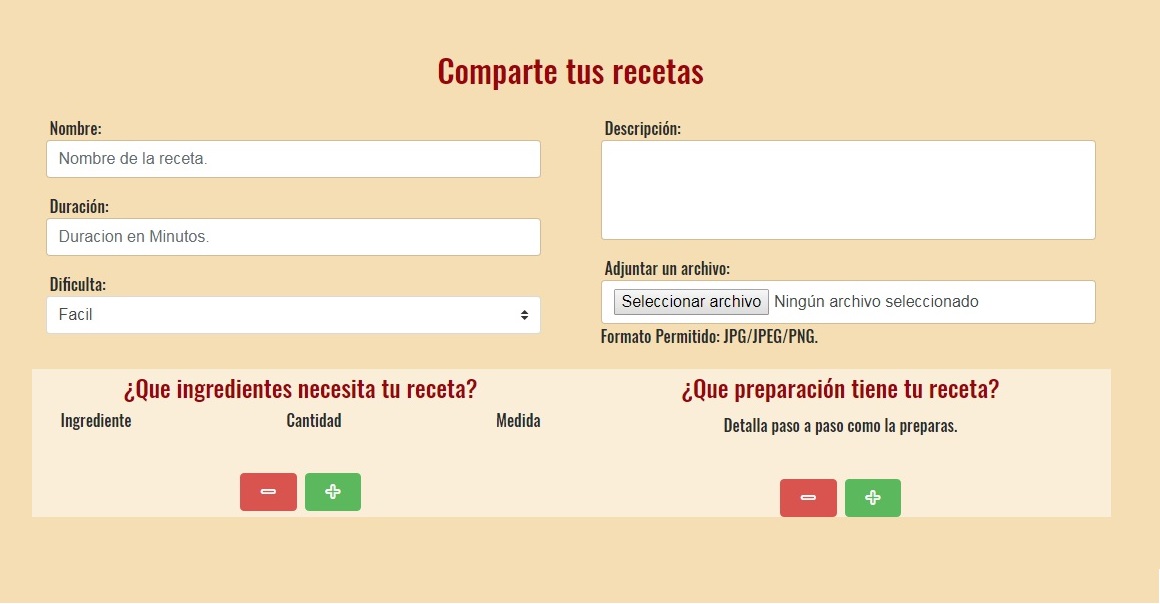 Comparte tus recetas
Nombre:
Nombre de la receta.
Duración:
Duracion en Minutos.
Dificulta:
Facil
Descripción:
Adjuntar un archivo:
Seleccionar archivo Ningún archivo seleccionado
Formato Permitido: JPG/JPEG/PNG.
¿Que ingredientes necesita tu receta?
Ingrediente Cantidad Medida
¿Que preparación tiene tu receta?
Detalla paso a paso como la preparas.